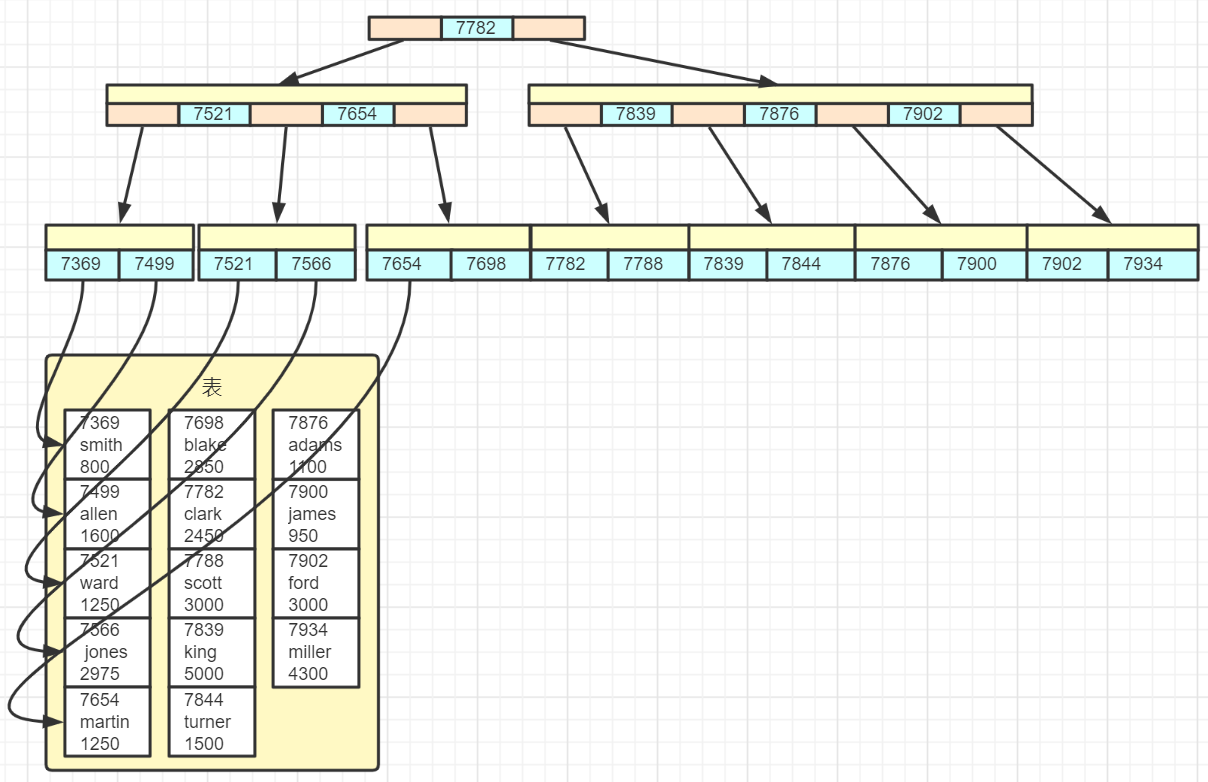 7782
7521 7654
7839 7876 7902
7369 7499 7521 7566 7654 7698 7782 7788 7839 7844 7876 7900 7902 7934
表
7369
smith
800
7499
allen
1600
7521
ward
1250
7566
jones
2975
7654
martin
1250
7698
blake
2850
7782
clark
2450
7788
scott
3000
7839
king
5000
7844
turner
1500
7876
adams
1100
7900
james
950
7902
ford
3000
7934
miller
4300